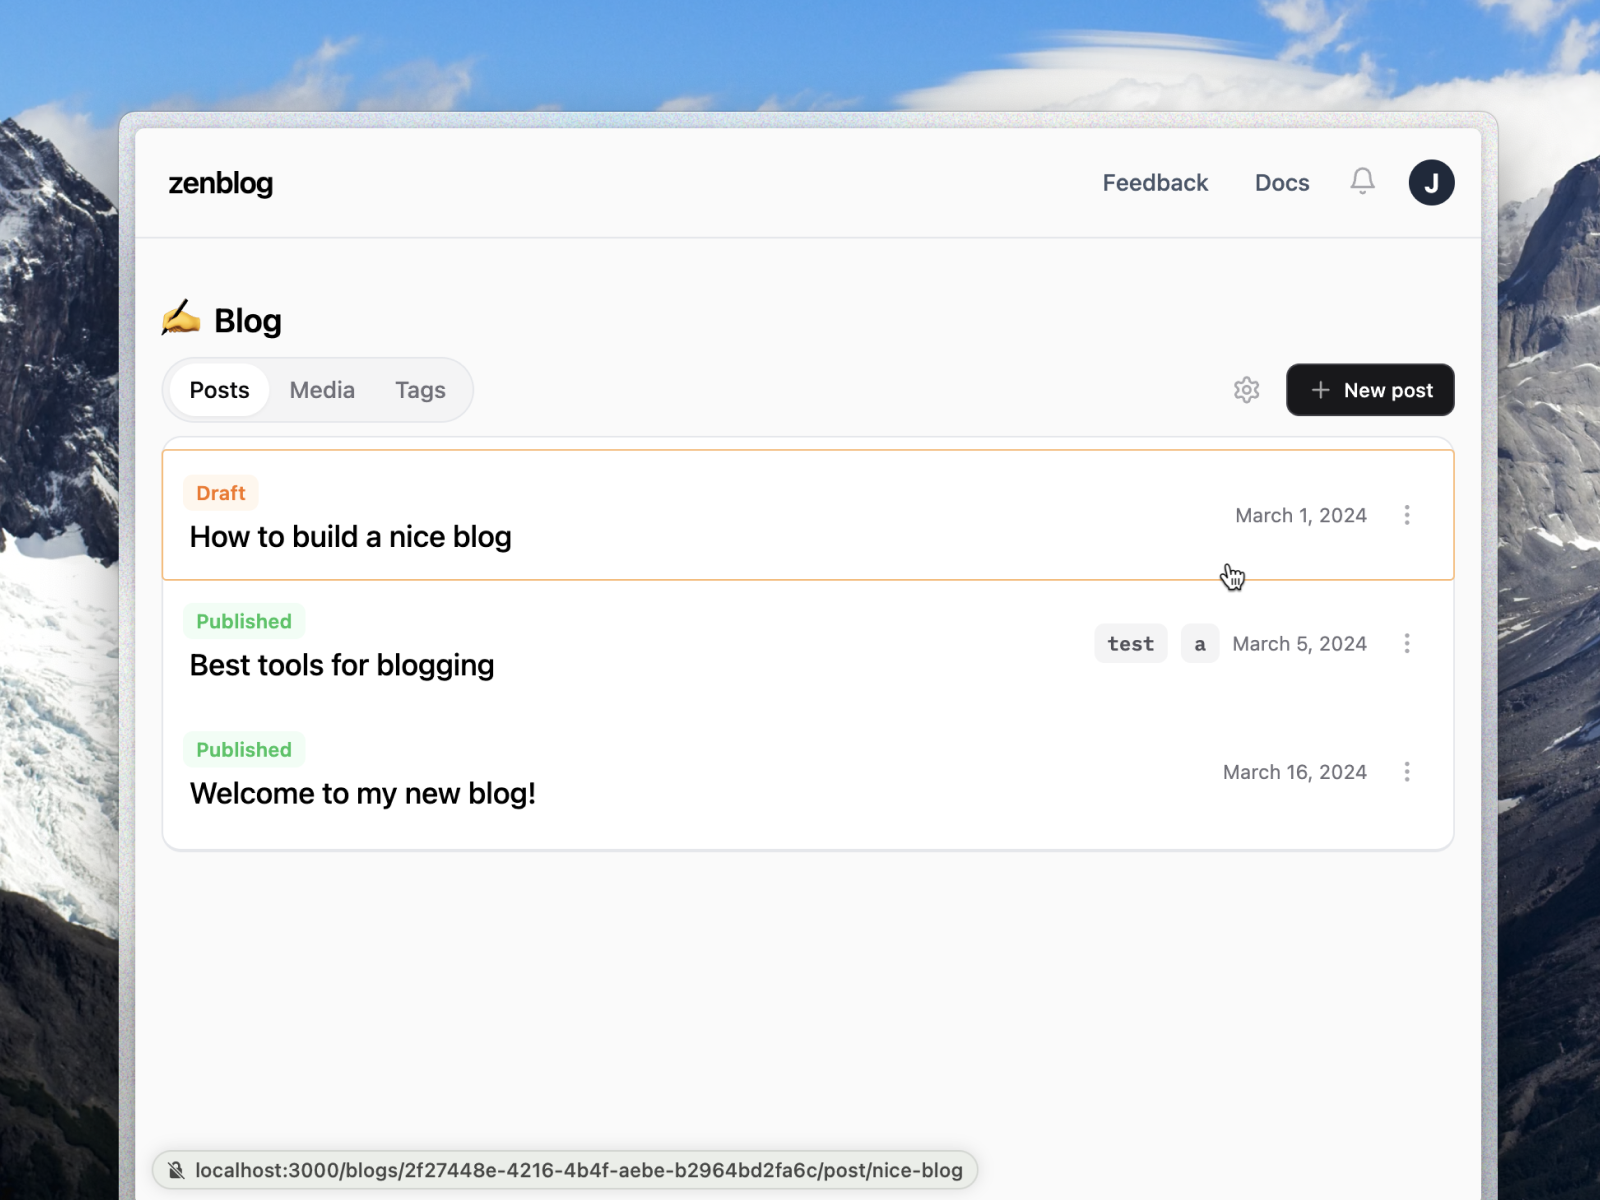 zenblog
Feedback
Docs
J
Blog
Posts
Media
Tags
New post
Draft
How to build a nice blog
March 1, 2024
Published
Best tools for blogging
test
a
March 5, 2024
Published
Welcome to my new blog!
March 16, 2024
localhost:3000/blogs/2f27448e-4216-4b4f-aebe-b2964bd2fa6c/post/nice-blog